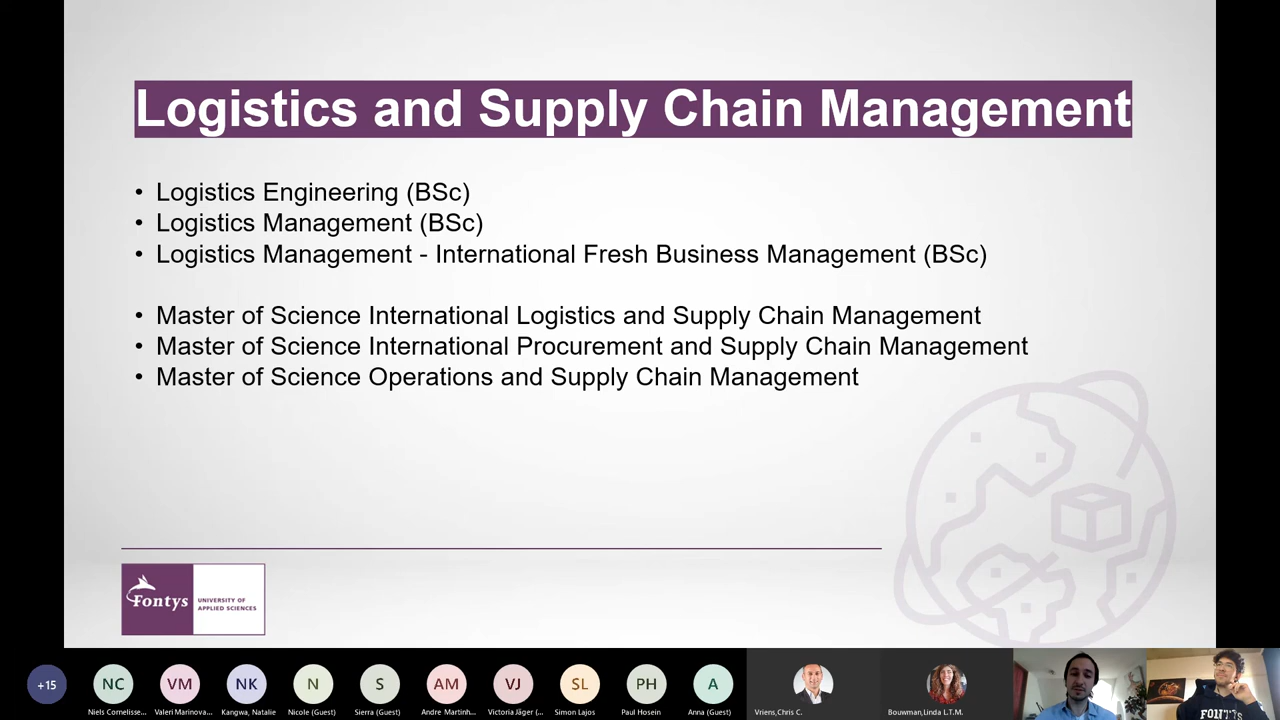 Logistics and Supply Chain Management
• Logistics Engineering (BSc)
• Logistics Management (BSc)
• Logistics Management - International Fresh Business Management (BSc)
• Master of Science International Logistics and Supply Chain Management
• Master of Science International Procurement and Supply Chain Management
• Master of Science Operations and Supply Chain Management
Fontys
UNIVERSITY OF
APPLIED SCIENCES
+15
NC
VM
NK
N
S
AM
VJ
SL
PH
A
Niels Cornelisse...
Valeri Marinova...
Kangwa, Natalie
Nicole (Guest)
Sierra (Guest)
Andre Martinh...
Victoria Jäger (...
Simon Lajos
Paul Hosein
Anna (Guest)
Vriens,Chris C.
Bouwman,Linda L.T.M.